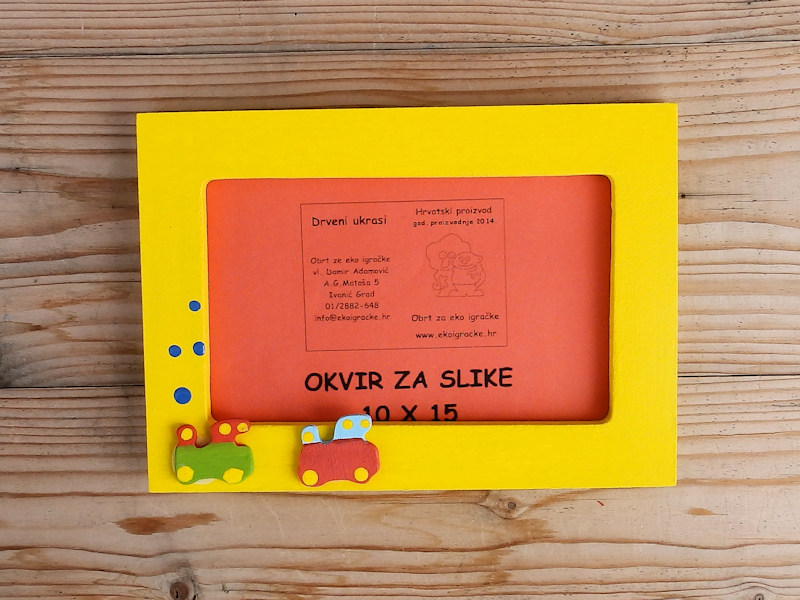 Drveni ukrasi
Obrt ze eko igračke
vl. Damir Adamović
A.G.Matoša 5
Ivanić Grad
01/2882-648
info@ekoigracke.hr
Hrvatski proizvod
god. proizvodnje 2014.
Obrt za eko igračke
www.ekoigracke.hr
OKVIR ZA SLIKE
10 X 15